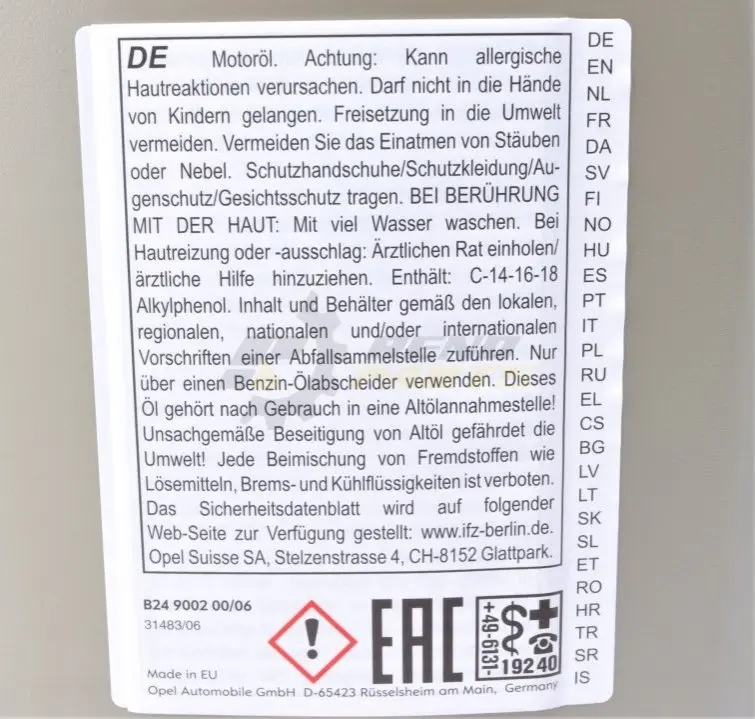 DE Motoröl. Achtung: Kann allergische
Hautreaktionen verursachen. Darf nicht in die Hände
von Kindern gelangen. Freisetzung in die Umwelt
vermeiden. Vermeiden Sie das Einatmen von Stäuben
oder Nebel. Schutzhandschuhe/Schutzkleidung/Au-
genschutz/Gesichtsschutz tragen. BEI BERÜHRUNG
MIT DER HAUT: Mit viel Wasser waschen. Bei
Hautreizung oder -ausschlag: Ärztlichen Rat einholen/
ärztliche Hilfe hinzuziehen. Enthält: C-14-16-18
Alkylphenol. Inhalt und Behälter gemäß den lokalen,
regionalen, nationalen und/oder internationalen
Vorschriften einer Abfallsammelstelle zuführen. Nur
über einen Benzin-Ölabscheider verwenden. Dieses
Öl gehört nach Gebrauch in eine Altölannahmestelle!
Unsachgemäße Beseitigung von Altöl gefährdet die
Umwelt! Jede Beimischung von Fremdstoffen wie
Lösemitteln, Brems- und Kühlflüssigkeiten ist verboten.
Das Sicherheitsdatenblatt wird auf folgender
Web-Seite zur Verfügung gestellt: www.ifz-berlin.de.
Opel Suisse SA, Stelzenstrasse 4, CH-8152 Glattpark.
DE
EN
NL
FR
DA
SV
FI
NO
HU
ES
PT
IT
PL
RU
EL
CS
BG
LV
LT
SK
SL
ET
RO
HR
TR
SR
IS
B24 9002 00/06
31483/06
EAC
+49-6131-
19240
Made in EU
Opel Automobile GmbH D-65423 Rüsselsheim am Main, Germany